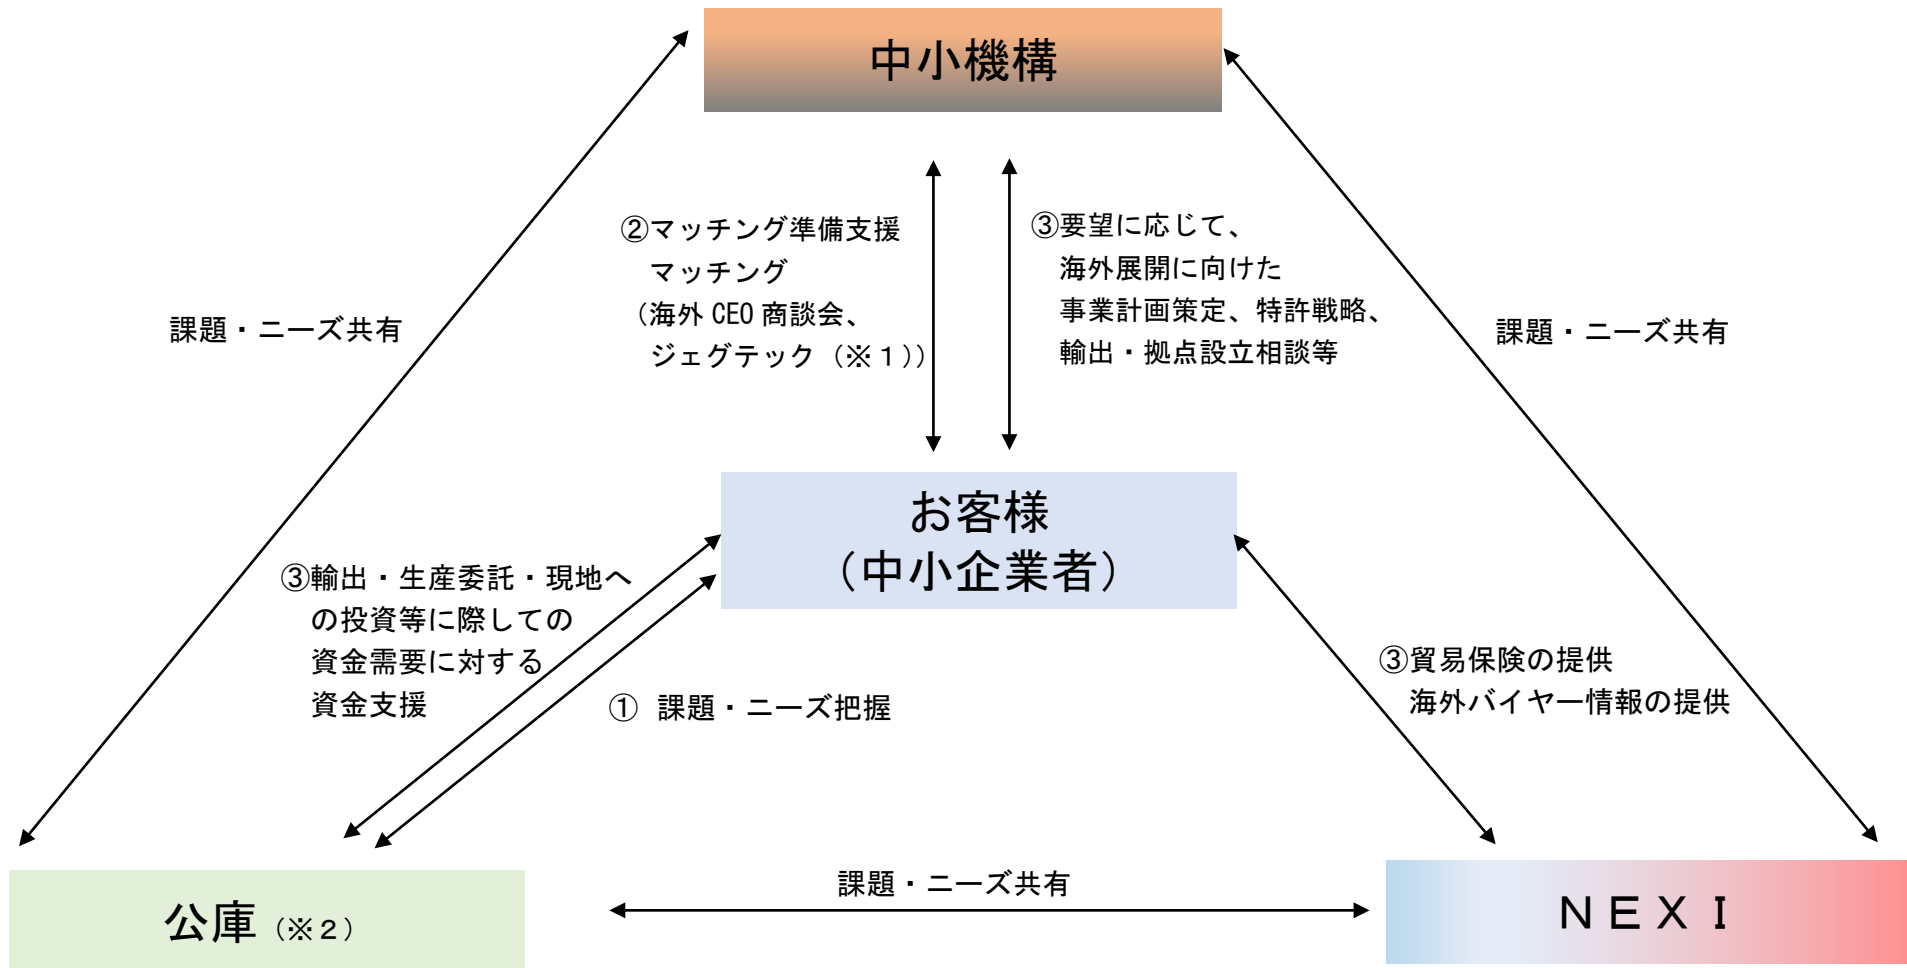 中小機構
②マッチング準備支援
マッチング
（海外 CEO 商談会、
ジェグテック（※１））
③要望に応じて、
海外展開に向けた
事業計画策定、特許戦略、
輸出・拠点設立相談等
課題・ニーズ共有
課題・ニーズ共有
お客様
（中小企業者）
③輸出・生産委託・現地へ
の投資等に際しての
資金需要に対する
資金支援
① 課題・ニーズ把握
③貿易保険の提供
海外バイヤー情報の提供
課題・ニーズ共有
公庫（※２）
ＮＥＸＩ